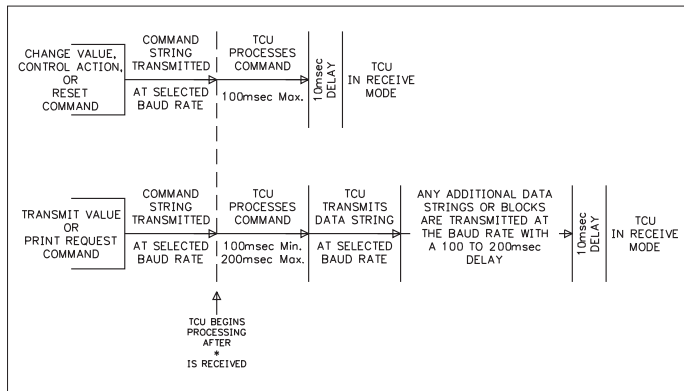 CHANGE VALUE,
CONTROL ACTION,
OR
RESET
COMMAND
COMMAND
STRING
TRANSMITTED
AT SELECTED
BAUD RATE
TCU
PROCESSES
COMMAND
100msec Max.
10msec
DELAY
TCU
IN RECEIVE
MODE
TRANSMIT VALUE
OR
PRINT REQUEST
COMMAND
COMMAND
STRING
TRANSMITTED
AT SELECTED
BAUD RATE
TCU
PROCESSES
COMMAND
100msec Min.
200msec Max.
TCU
TRANSMITS
DATA STRING
AT SELECTED
BAUD RATE
ANY ADDITIONAL DATA
STRINGS OR BLOCKS
ARE TRANSMITTED AT
THE BAUD RATE WITH
A 100 TO 200msec
DELAY
10msec
DELAY
TCU
IN RECEIVE
MODE
TCU BEGINS
PROCESSING
AFTER
*
IS RECEIVED